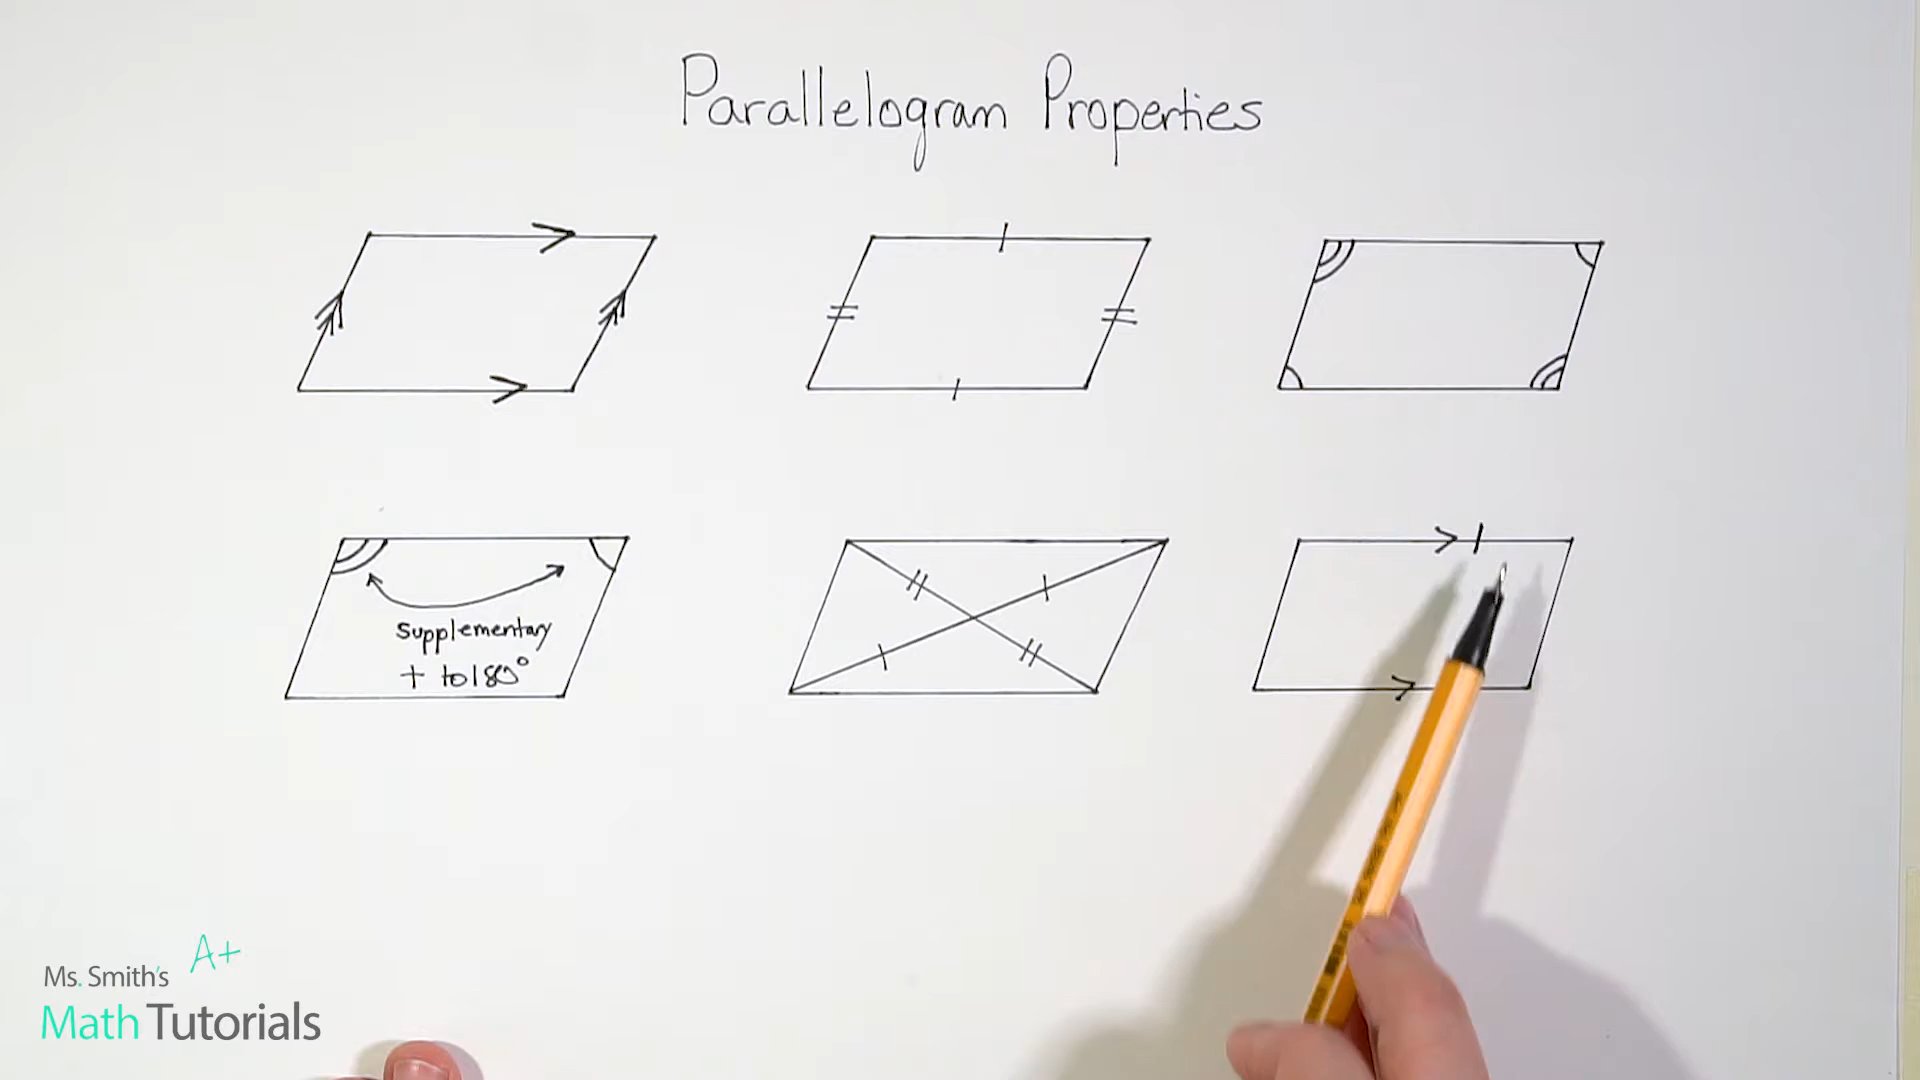 Parallelogram Properties
supplementary
+ to 180°
A+
Ms. Smith's
Math Tutorials